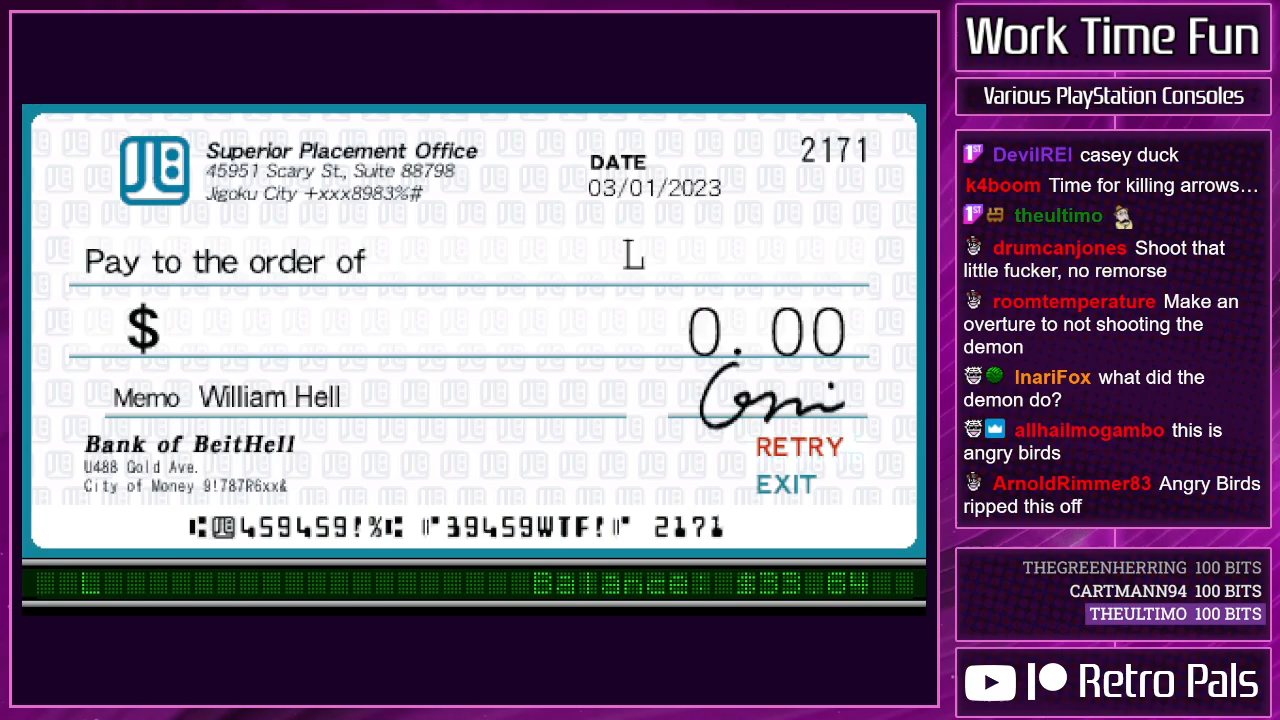 Superior Placement Office
45951 Scary St., Suite 88798
Jigoku City +xxx8983%#
DATE
03/01/2023
2171
Pay to the order of L
$ 0.00
Memo William Hell
Bank of BeitHell
U488 Gold Ave.
City of Money 9!787R6xx&
RETRY
EXIT
459459!% "39459WTF!" 2171
L Balance: $33.64
Work Time Fun
Various PlayStation Consoles
DevilREI casey duck
k4boom Time for killing arrows…
theultimo
drumcanjones Shoot that
little fucker, no remorse
roomtemperature Make an
overture to not shooting the
demon
InariFox what did the
demon do?
allhailmogambo this is
angry birds
ArnoldRimmer83 Angry Birds
ripped this off
THEGREENHERRING 100 BITS
CARTMANN94 100 BITS
THEULTIMO 100 BITS
Retro Pals